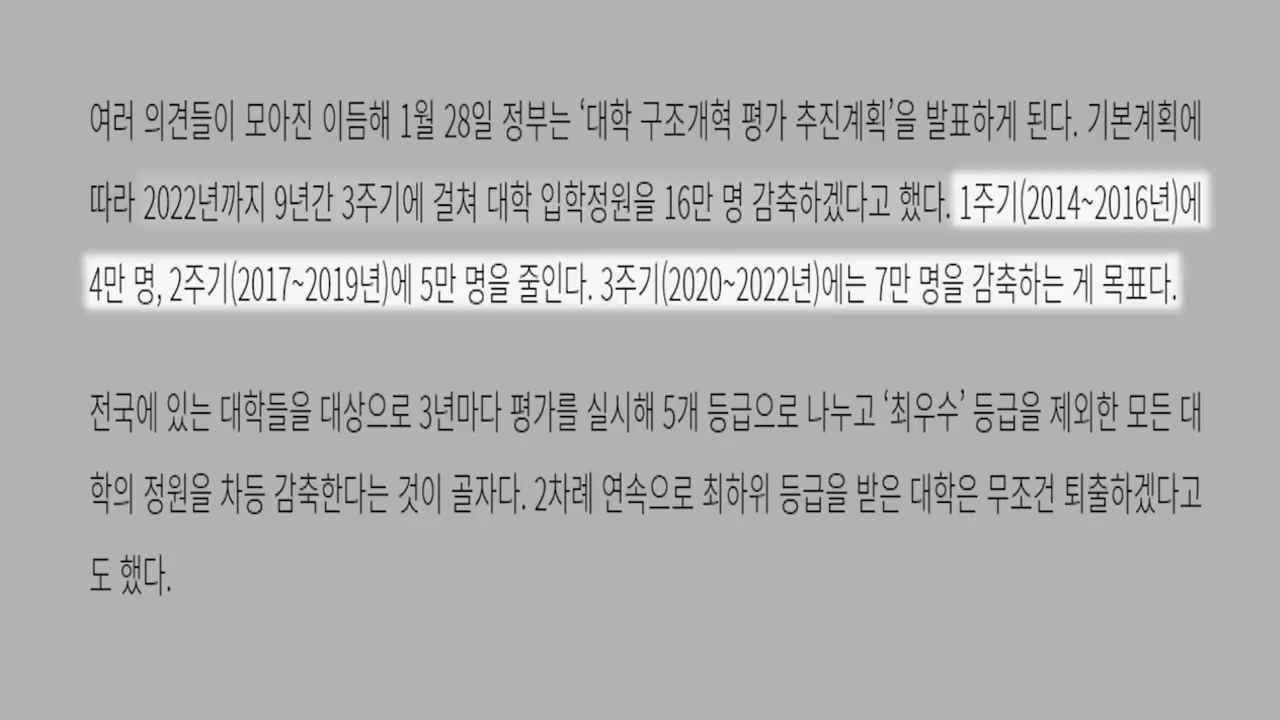 여러 의견들이 모아진 이듬해 1월 28일 정부는 ‘대학 구조개혁 평가 추진계획’을 발표하게 된다. 기본계획에
따라 2022년까지 9년간 3주기에 걸쳐 대학 입학정원을 16만 명 감축하겠다고 했다. 1주기(2014~2016년)에
4만 명, 2주기(2017~2019년)에 5만 명을 줄인다. 3주기(2020~2022년)에는 7만 명을 감축하는 게 목표다.
전국에 있는 대학들을 대상으로 3년마다 평가를 실시해 5개 등급으로 나누고 ‘최우수’ 등급을 제외한 모든 대
학의 정원을 차등 감축한다는 것이 골자다. 2차례 연속으로 최하위 등급을 받은 대학은 무조건 퇴출하겠다고
도 했다.